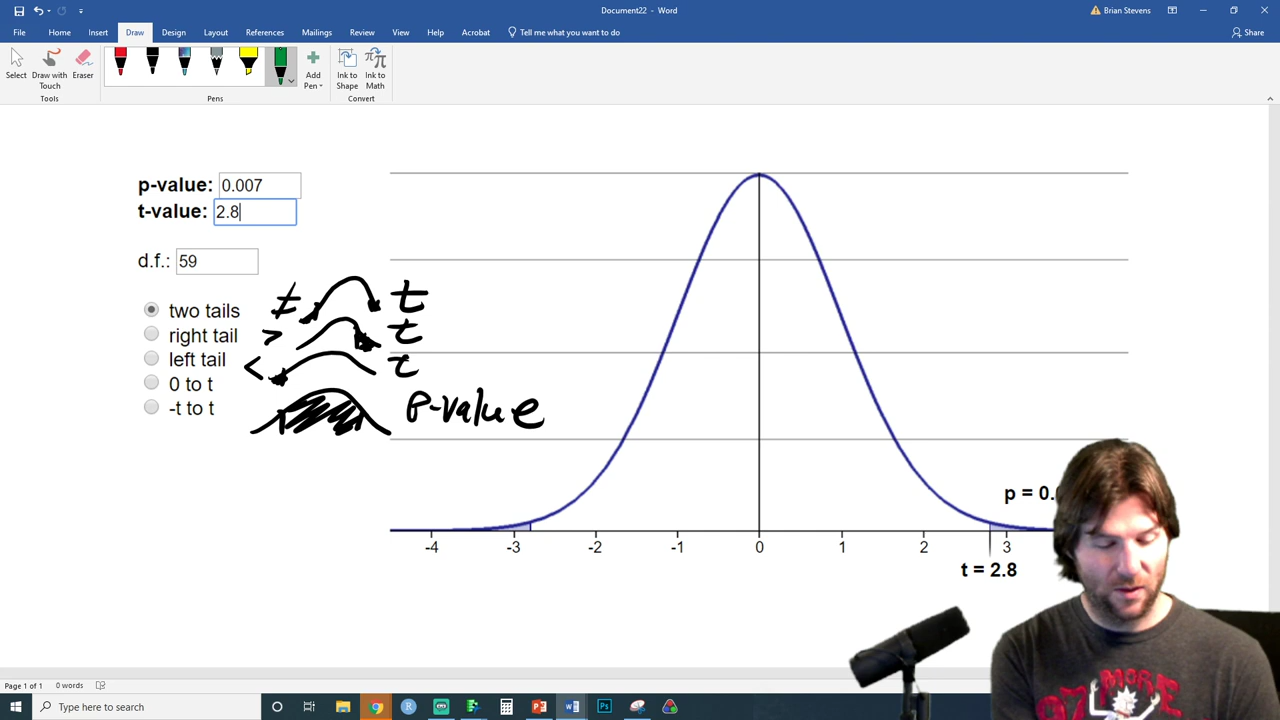 Document22 - Word
Brian Stevens
File Home Insert Draw Design Layout References Mailings Review View Help Acrobat Tell me what you want to do Share
Select
Draw with Touch
Eraser
Add Pen
Ink to Shape
Ink to Math
Tools Pens Convert
p-value: 0.007
t-value: 2.8
d.f.: 59
two tails ≠ t
right tail > t
left tail < t
0 to t
-t to t P-value
p = 0.
-4 -3 -2 -1 0 1 2 3
t = 2.8
MORE
Page 1 of 1 0 words
Type here to search